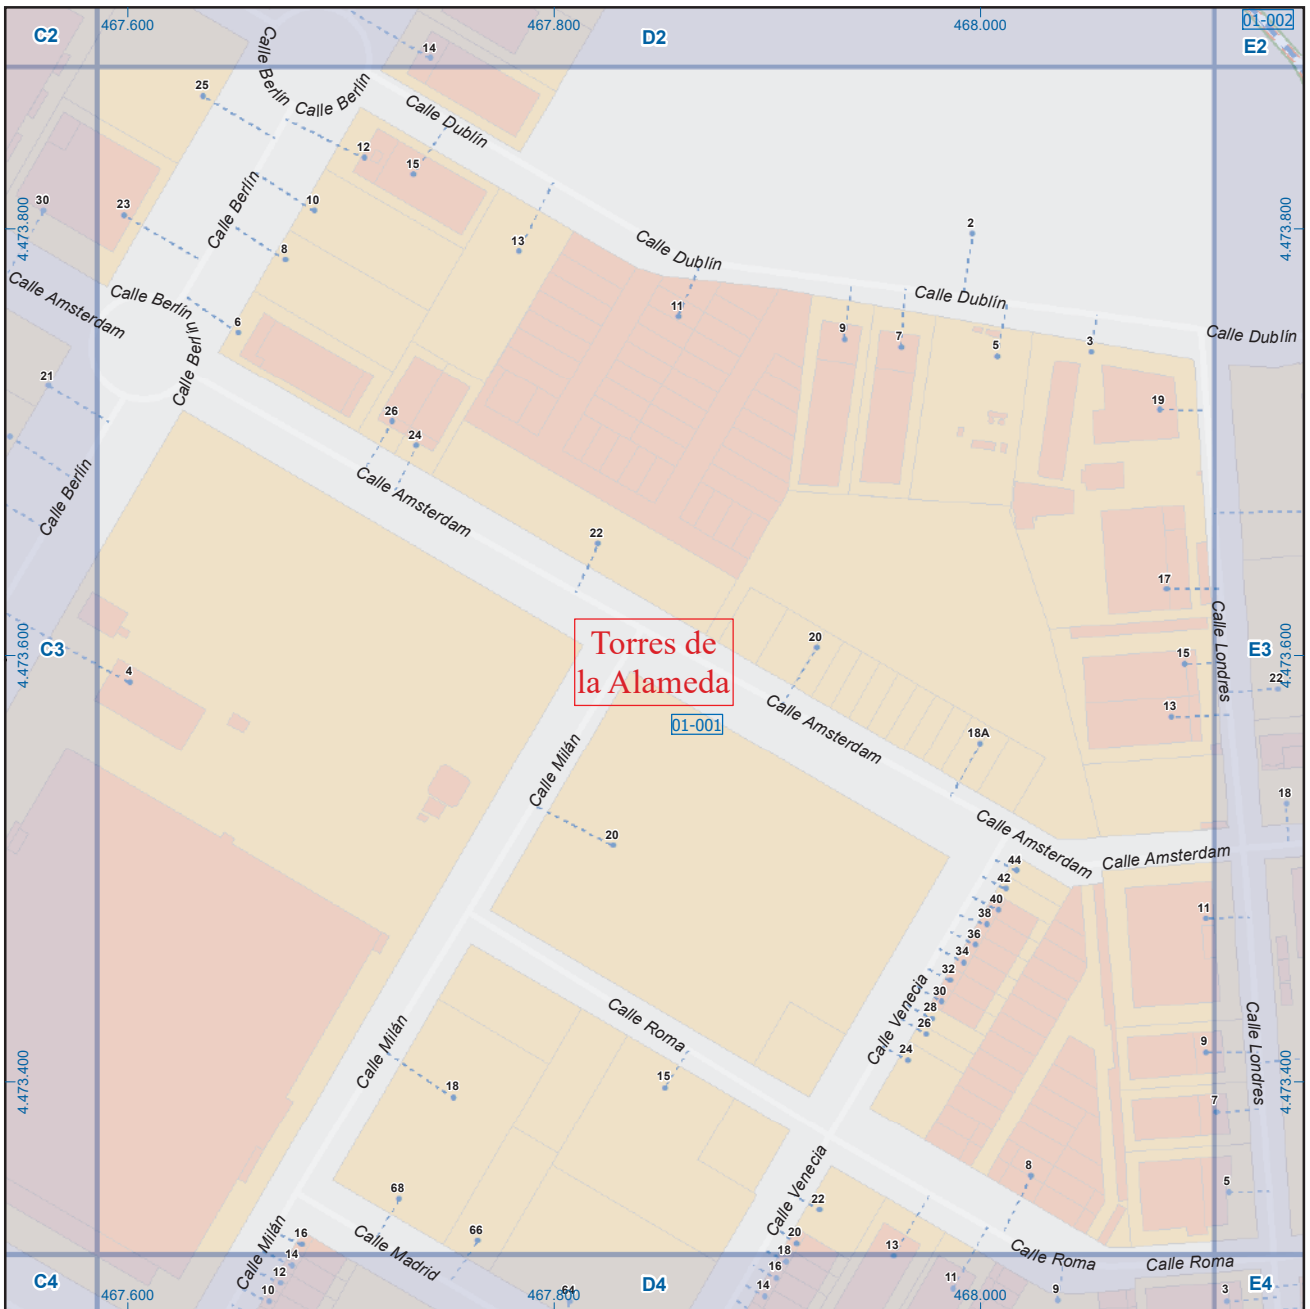 C2
467.600
467.800
D2
468.000
01-002
E2
14
Calle Berlín
25
Calle Berlín
Calle Dublín
12
15
30
23
Calle Berlín
10
4.473.800
8
13
2
Calle Dublín
4.473.800
Calle Amsterdam
Calle Berlín
Calle Dublín
6
11
9
7
5
3
Calle Dublín
Calle Berlín
21
19
26
24
Calle Berlín
Calle Amsterdam
22
17
Calle Londres
C3
4.473.600
Torres de
la Alameda
20
15
E3
4.473.600
4
22
13
Calle Amsterdam
01-001
18A
Calle Milán
20
18
Calle Amsterdam
Calle Amsterdam
44
42
40
38
36
34
32
30
28
26
24
11
Calle Venecia
Calle Roma
Calle Londres
9
4.473.400
Calle Milán
18
15
7
4.473.400
8
5
68
66
Calle Venecia
22
20
18
16
14
13
Calle Milán
16
14
12
10
Calle Madrid
Calle Roma
Calle Roma
C4
467.600
64
467.800
D4
11
468.000
9
3
E4